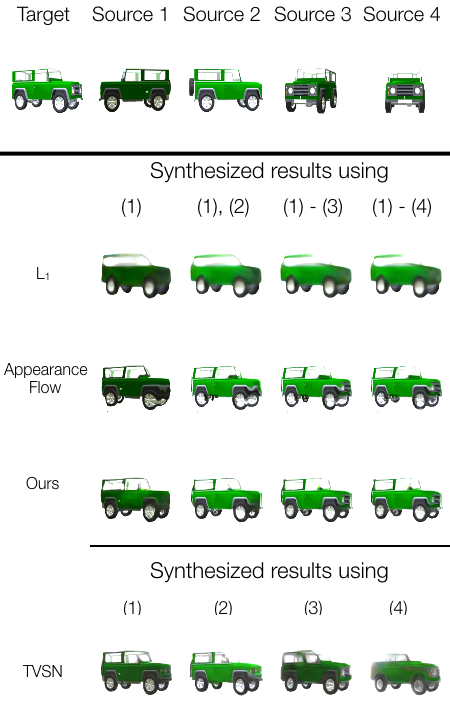 Target Source 1 Source 2 Source 3 Source 4
Synthesized results using
(1) (1), (2) (1) - (3) (1) - (4)
L₁
Appearance
Flow
Ours
Synthesized results using
(1) (2) (3) (4)
TVSN